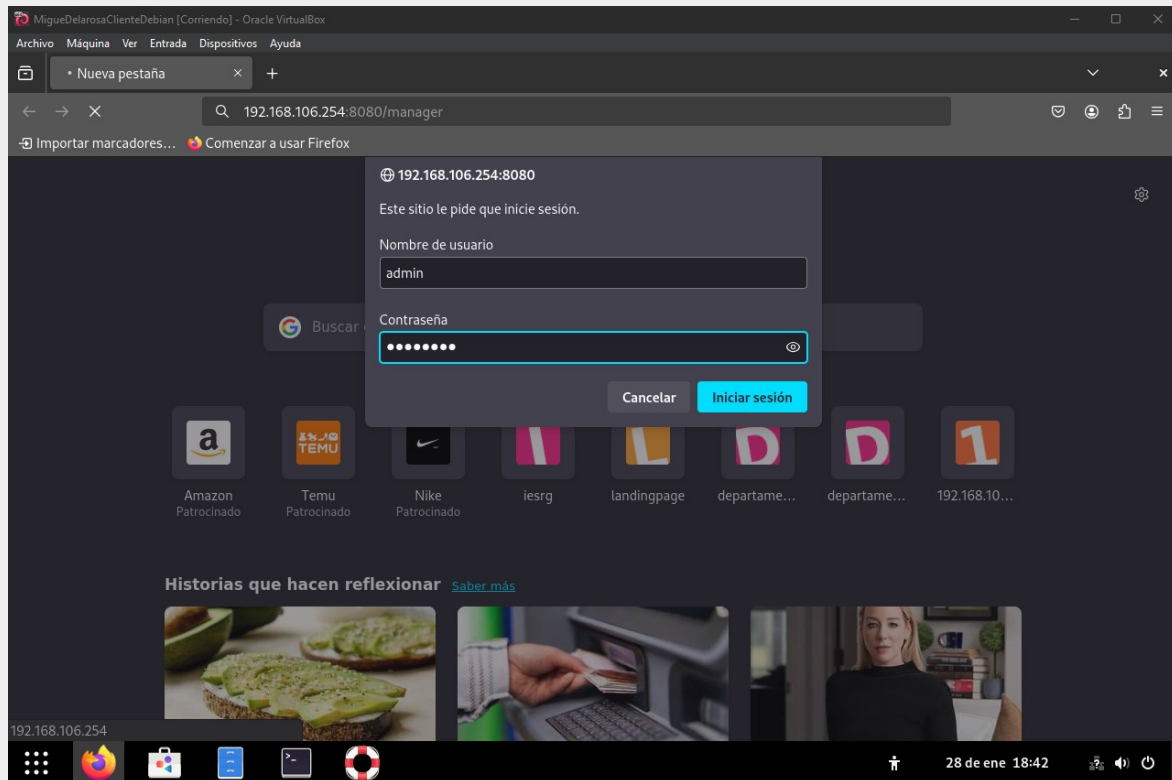 MigueDelarosaClienteDebian [Corriendo] - Oracle VirtualBox
Archivo Máquina Ver Entrada Dispositivos Ayuda
Nueva pestaña
192.168.106.254:8080/manager
Importar marcadores... Comenzar a usar Firefox
192.168.106.254:8080
Este sitio le pide que inicie sesión.
Nombre de usuario
admin
Contraseña
Buscar
Cancelar Iniciar sesión
a TEMU I L D D 1
Amazon Temu Nike iesrg landingpage departame... departame... 192.168.10...
Patrocinado Patrocinado Patrocinado
Historias que hacen reflexionar Saber más
192.168.106.254
28 de ene 18:42